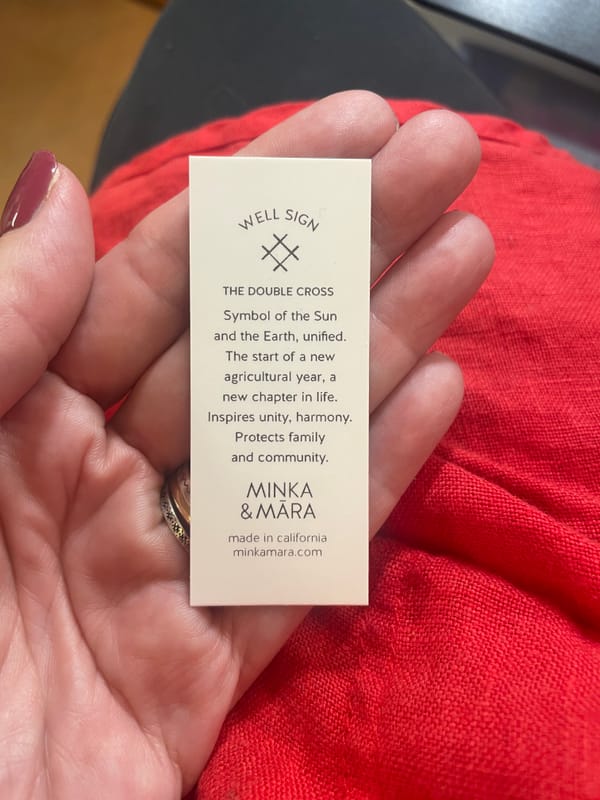 WELL SIGN
THE DOUBLE CROSS
Symbol of the Sun
and the Earth, unified.
The start of a new
agricultural year, a
new chapter in life.
Inspires unity, harmony.
Protects family
and community.
MINKA
& MĀRA
made in california
minkamara.com